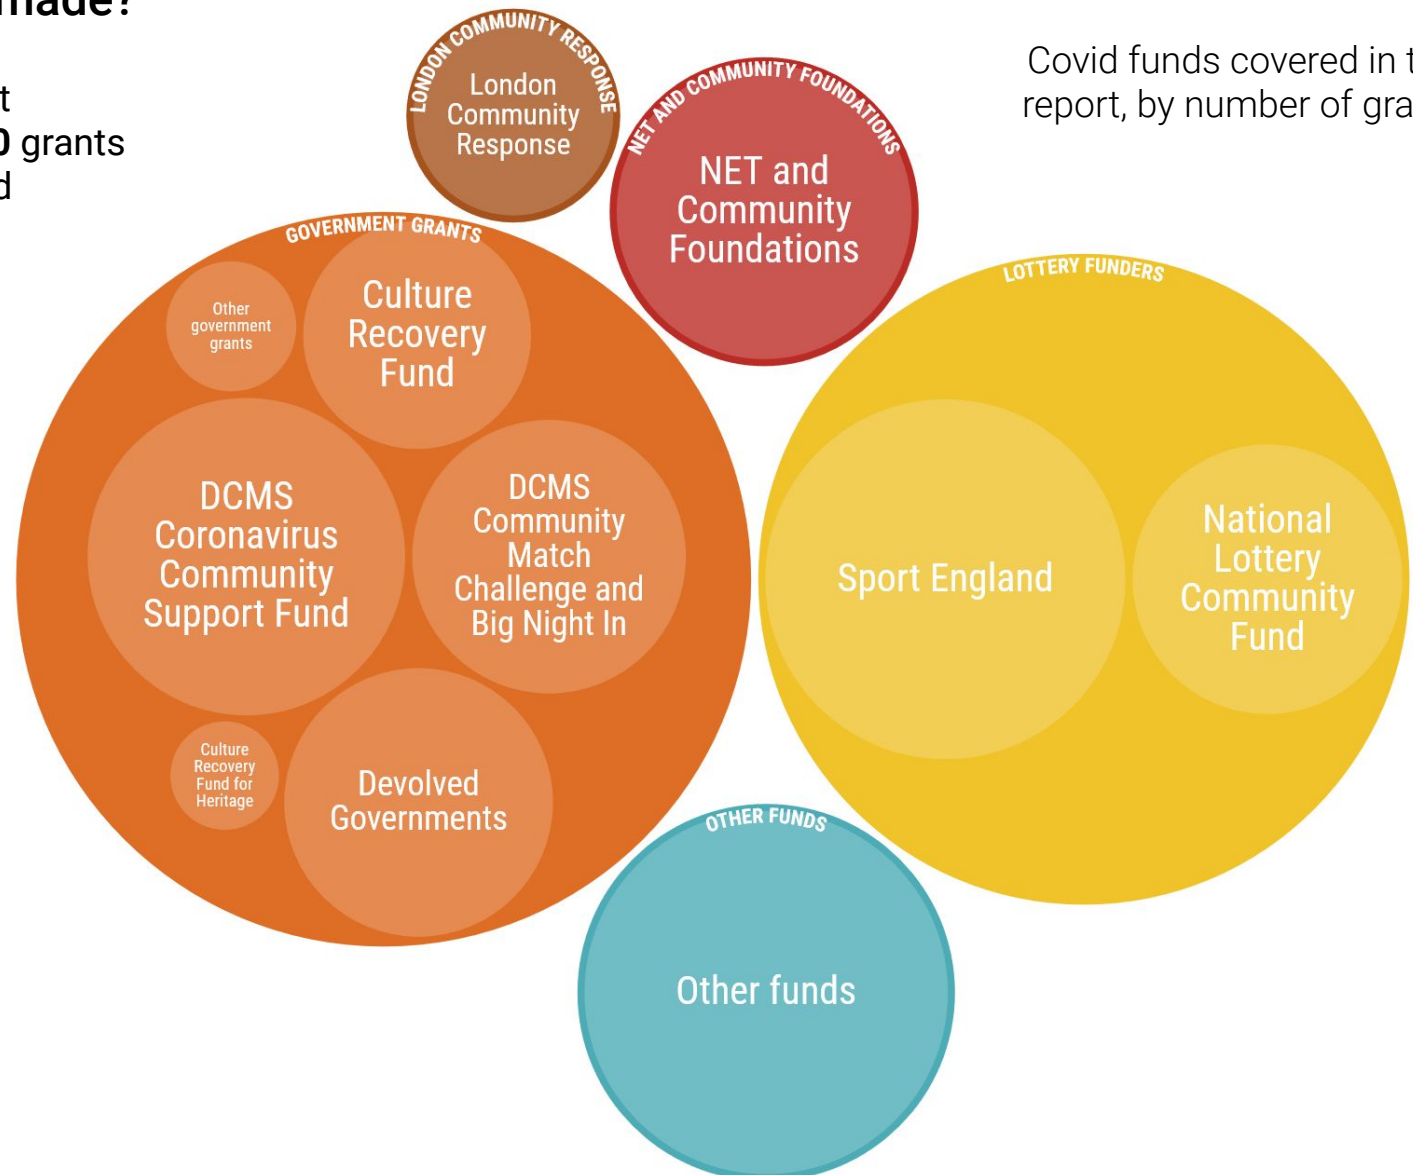 made?
t
0 grants
d
Covid funds covered in t
report, by number of gra
LONDON COMMUNITY RESPONSE
London
Community
Response
NET AND COMMUNITY FOUNDATIONS
NET and
Community
Foundations
GOVERNMENT GRANTS
Other
government
grants
Culture
Recovery
Fund
DCMS
Coronavirus
Community
Support Fund
DCMS
Community
Match
Challenge and
Big Night In
Culture
Recovery
Fund for
Heritage
Devolved
Governments
LOTTERY FUNDERS
Sport England
National
Lottery
Community
Fund
OTHER FUNDS
Other funds